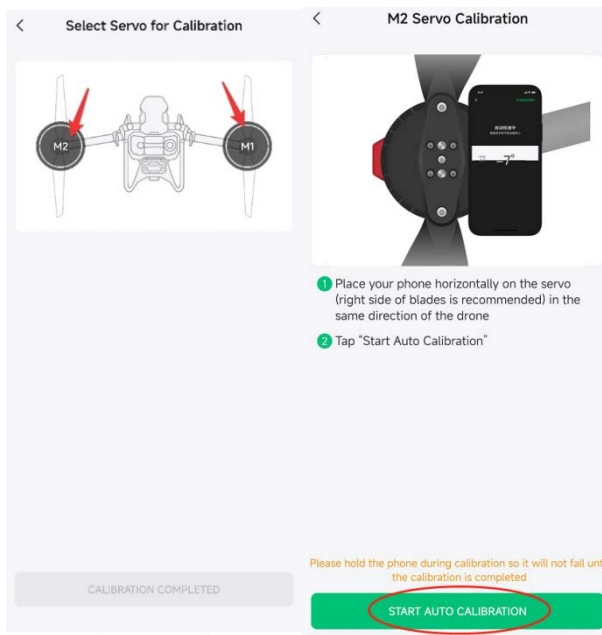 Select Servo for Calibration
M2
M1
CALIBRATION COMPLETED
M2 Servo Calibration
-7°
1 Place your phone horizontally on the servo
(right side of blades is recommended) in the
same direction of the drone
2 Tap "Start Auto Calibration"
Please hold the phone during calibration so it will not fall unt
the calibration is completed
START AUTO CALIBRATION